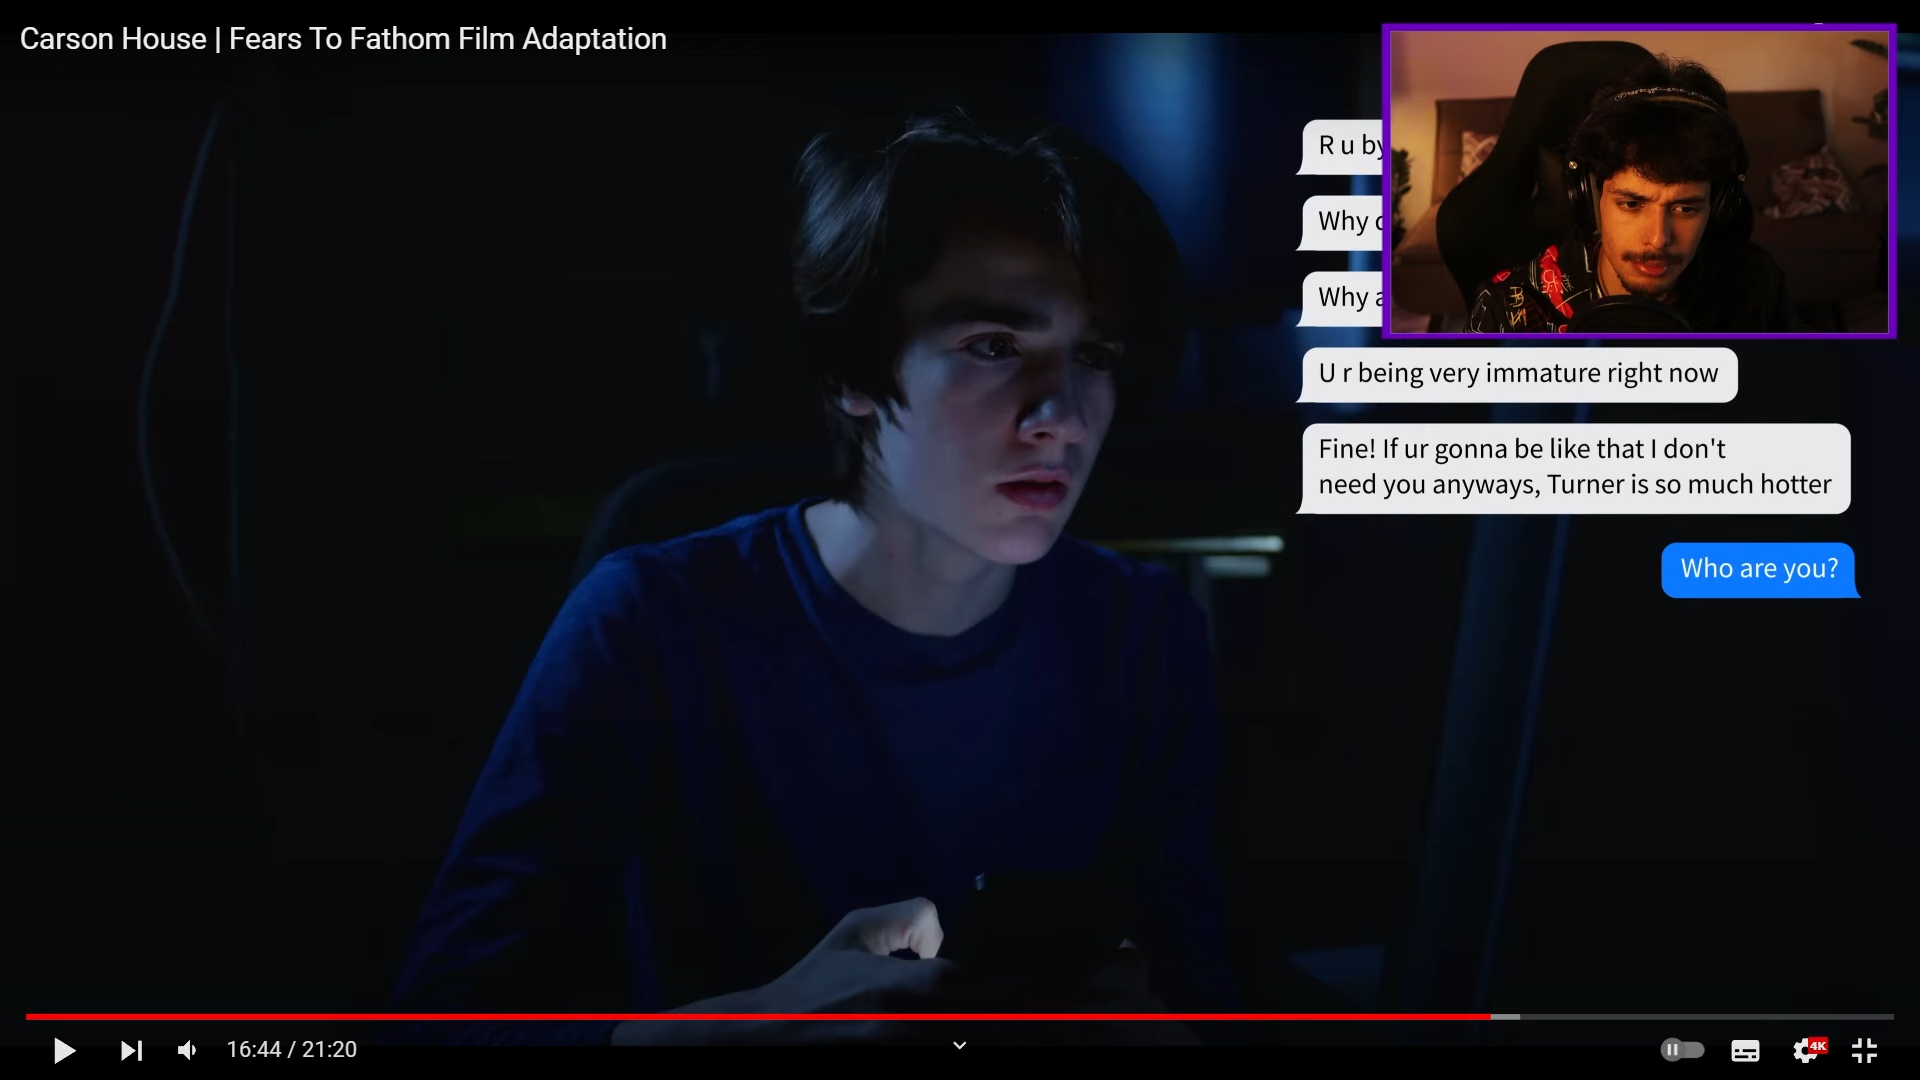 Carson House | Fears To Fathom Film Adaptation
R u by
Why
Why
U r being very immature right now
Fine! If ur gonna be like that I don't
need you anyways, Turner is so much hotter
Who are you?
16:44 / 21:20
4K